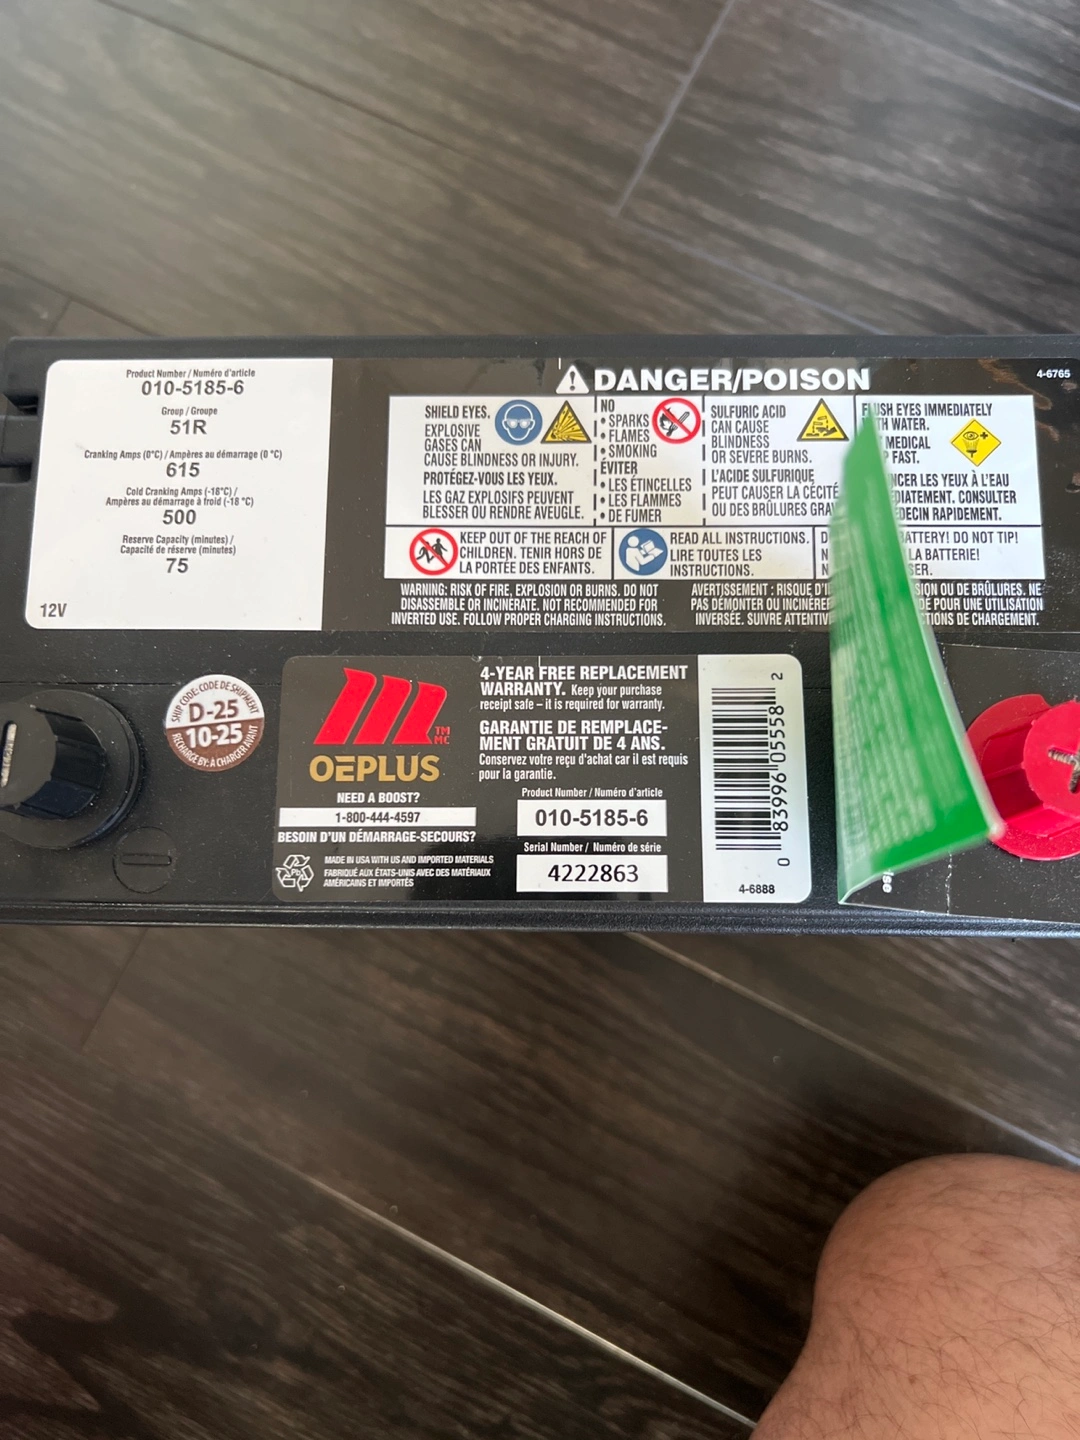 Product Number / Numéro d'article
010-5185-6
Group / Groupe
51R
Cranking Amps (0°C) / Ampères au démarrage (0 °C)
615
Cold Cranking Amps (-18°C) /
Ampères au démarrage à froid (-18 °C)
500
Reserve Capacity (minutes) /
Capacité de réserve (minutes)
75
12V
DANGER/POISON
4-6765
SHIELD EYES.
EXPLOSIVE
GASES CAN
CAUSE BLINDNESS OR INJURY.
PROTÉGEZ-VOUS LES YEUX.
LES GAZ EXPLOSIFS PEUVENT
BLESSER OU RENDRE AVEUGLE.
NO
• SPARKS
• FLAMES
• SMOKING
ÉVITER
• LES ÉTINCELLES
• LES FLAMMES
• DE FUMER
SULFURIC ACID
CAN CAUSE
BLINDNESS
OR SEVERE BURNS.
L'ACIDE SULFURIQUE
PEUT CAUSER LA CÉCITÉ
OU DES BRÛLURES
FLUSH EYES IMMEDIATELY
WATER.
MEDICAL
FAST.
LES YEUX À L'EAU
CONSULTER
RAPIDEMENT.
KEEP OUT OF THE REACH OF
CHILDREN. TENIR HORS DE
LA PORTÉE DES ENFANTS.
READ ALL INSTRUCTIONS.
LIRE TOUTES LES
INSTRUCTIONS.
BATTERY! DO NOT TIP!
LA BATTERIE!
WARNING: RISK OF FIRE, EXPLOSION OR BURNS. DO NOT
DISASSEMBLE OR INCINERATE. NOT RECOMMENDED FOR
INVERTED USE. FOLLOW PROPER CHARGING INSTRUCTIONS.
AVERTISSEMENT : RISQUE OU DE BRÛLURES. NE
PAS DÉMONTER OU POUR UNE UTILISATION
INVERSÉE. SUIVRE DE CHARGEMENT.
SHIP CODE: CODE DE SHIPMENT
D-25
10-25
RECHARGE BY: À CHARGER AVANT
TM
MC
OEPLUS
NEED A BOOST?
1-800-444-4597
BESOIN D'UN DÉMARRAGE-SECOURS?
Pb
MADE IN USA WITH US AND IMPORTED MATERIALS
FABRIQUÉ AUX ÉTATS-UNIS AVEC DES MATÉRIAUX
AMÉRICAINS ET IMPORTÉS
4-YEAR FREE REPLACEMENT
WARRANTY. Keep your purchase
receipt safe – it is required for warranty.
GARANTIE DE REMPLACE-
MENT GRATUIT DE 4 ANS.
Conservez votre reçu d'achat car il est requis
pour la garantie.
Product Number / Numéro d'article
010-5185-6
Serial Number / Numéro de série
4222863
0 83996 05558 2
4-6888